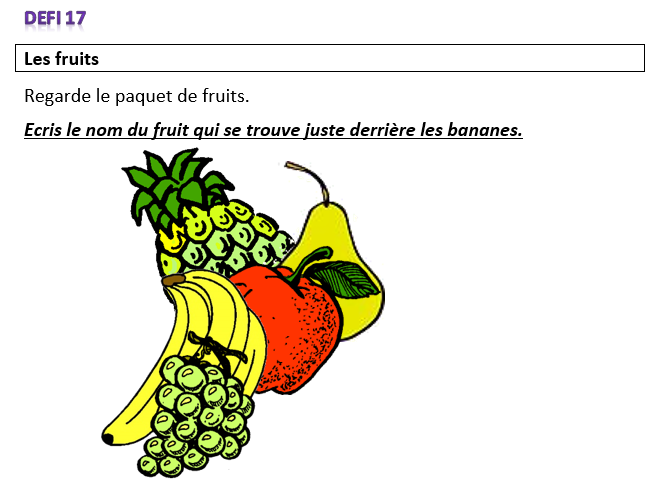 DEFI 17
Les fruits
Regarde le paquet de fruits.
Ecris le nom du fruit qui se trouve juste derrière les bananes.